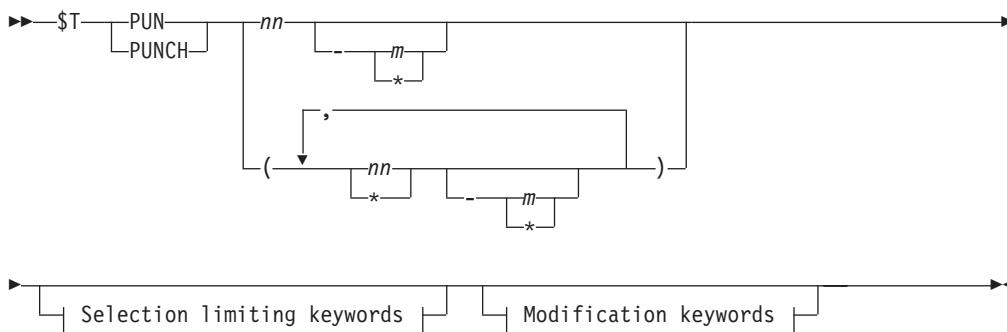 $T PUN nn
PUNCH - m
*
,
( nn )
* - m
*
Selection limiting keywords Modification keywords